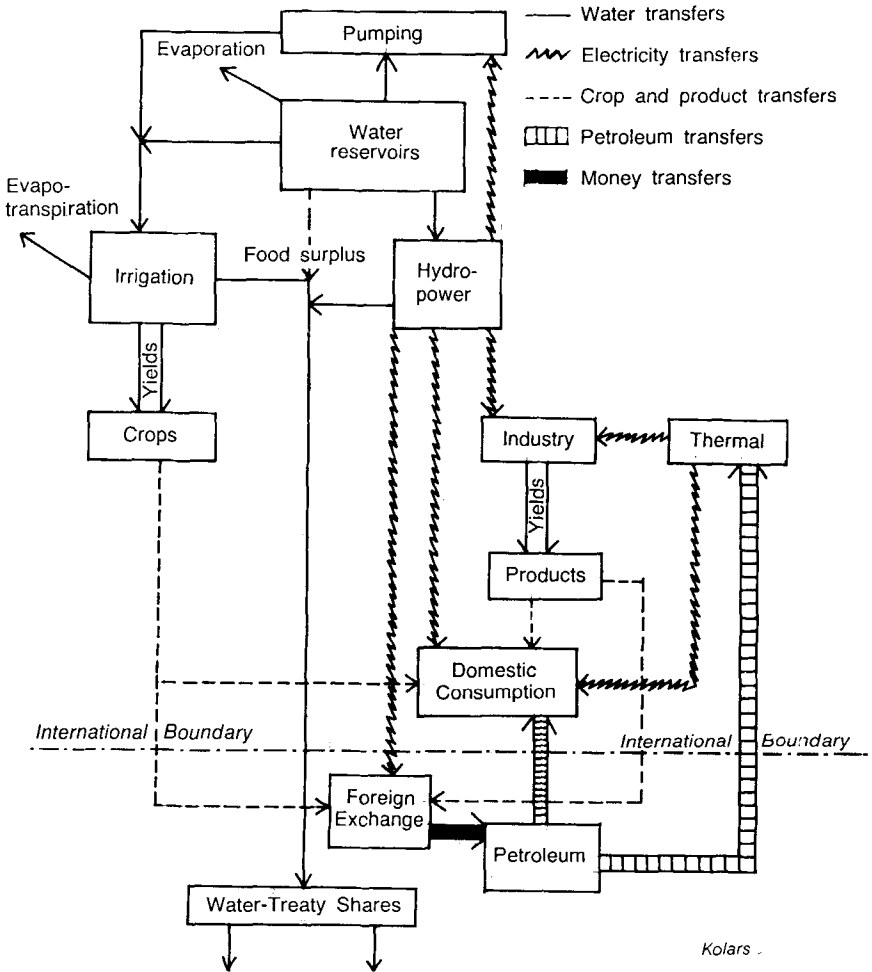 Water transfers
Electricity transfers
Crop and product transfers
Petroleum transfers
Money transfers
Pumping
Evaporation
Water
reservoirs
Evapo-
transpiration
Irrigation
Food surplus
Hydro-
power
Yields
Crops
Industry
Thermal
Yields
Products
Domestic
Consumption
International Boundary
International Boundary
Foreign
Exchange
Petroleum
Water-Treaty Shares
Kolars